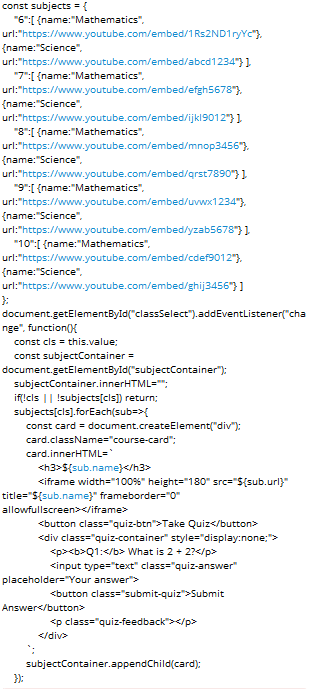 const subjects = {
"6":[ {name:"Mathematics",
url:"https://www.youtube.com/embed/1Rs2ND1ryYc"},
{name:"Science",
url:"https://www.youtube.com/embed/abcd1234"} ],
"7":[ {name:"Mathematics",
url:"https://www.youtube.com/embed/efgh5678"},
{name:"Science",
url:"https://www.youtube.com/embed/ijkl9012"} ],
"8":[ {name:"Mathematics",
url:"https://www.youtube.com/embed/mnop3456"},
{name:"Science",
url:"https://www.youtube.com/embed/qrst7890"} ],
"9":[ {name:"Mathematics",
url:"https://www.youtube.com/embed/uvwx1234"},
{name:"Science",
url:"https://www.youtube.com/embed/yzab5678"} ],
"10":[ {name:"Mathematics",
url:"https://www.youtube.com/embed/cdef9012"},
{name:"Science",
url:"https://www.youtube.com/embed/ghij3456"} ]
};
document.getElementById("classSelect").addEventListener("cha
nge", function(){
const cls = this.value;
const subjectContainer =
document.getElementById("subjectContainer");
subjectContainer.innerHTML="";
if(!cls || !subjects[cls]) return;
subjects[cls].forEach(sub=>{
const card = document.createElement("div");
card.className="course-card";
card.innerHTML=`
<h3>${sub.name}</h3>
<iframe width="100%" height="180" src="${sub.url}"
title="${sub.name}" frameborder="0"
allowfullscreen></iframe>
<button class="quiz-btn">Take Quiz</button>
<div class="quiz-container" style="display:none;">
<p><b>Q1:</b> What is 2 + 2?</p>
<input type="text" class="quiz-answer"
placeholder="Your answer">
<button class="submit-quiz">Submit
Answer</button>
<p class="quiz-feedback"></p>
</div>
`;
subjectContainer.appendChild(card);
});